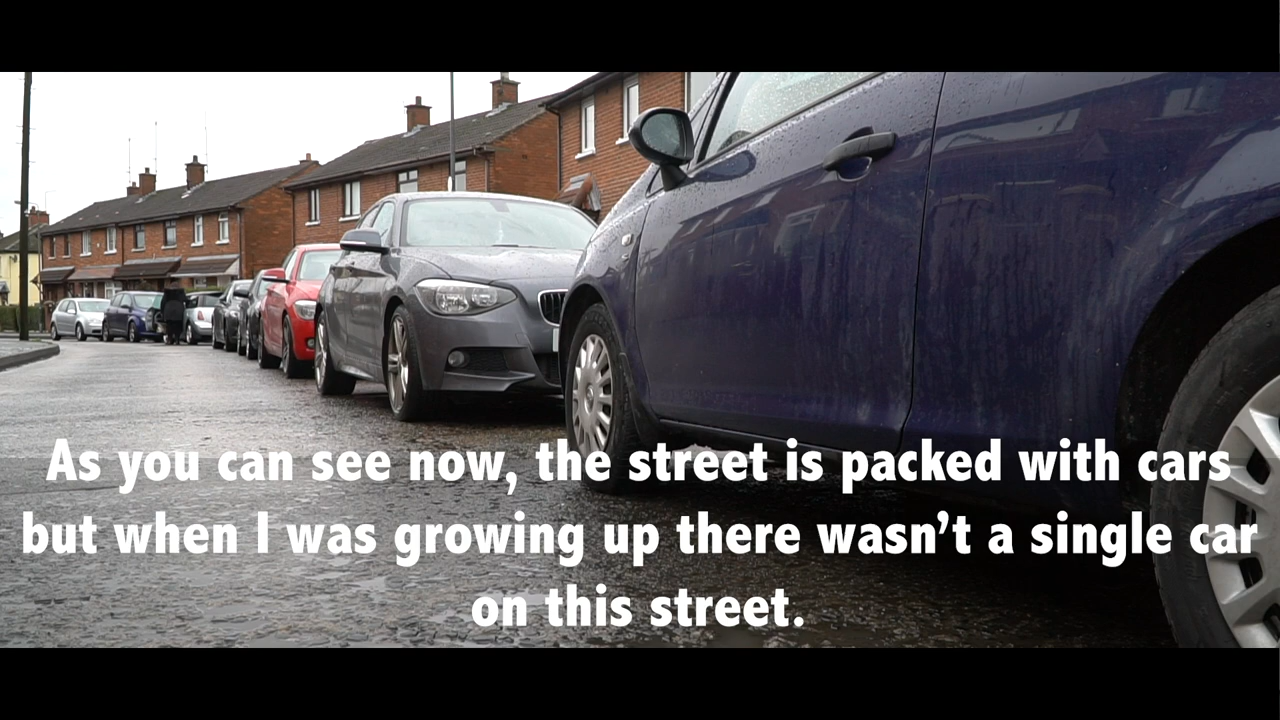 As you can see now, the street is packed with cars
but when I was growing up there wasn’t a single car
on this street.